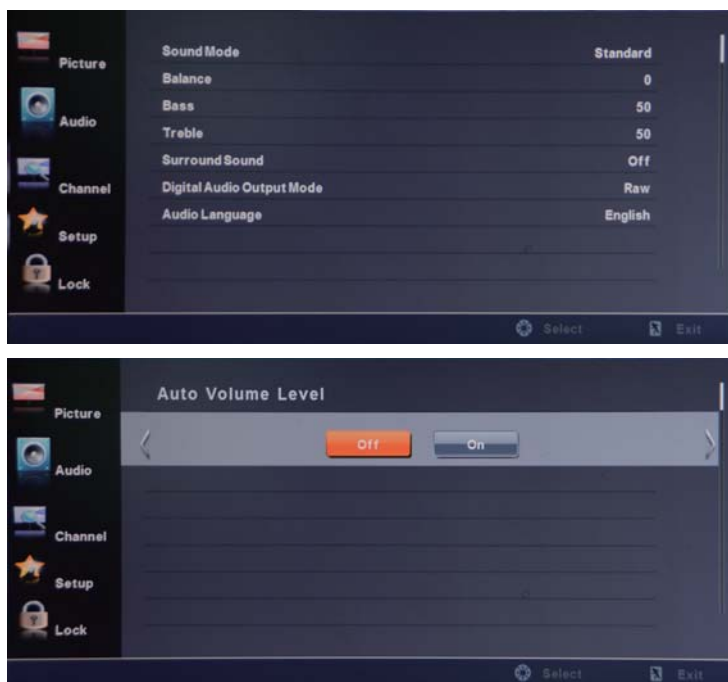 Picture
Audio
Channel
Setup
Lock
Sound Mode Standard
Balance 0
Bass 50
Treble 50
Surround Sound Off
Digital Audio Output Mode Raw
Audio Language English
Select Exit
Picture
Audio
Channel
Setup
Lock
Auto Volume Level
Off On
Select Exit